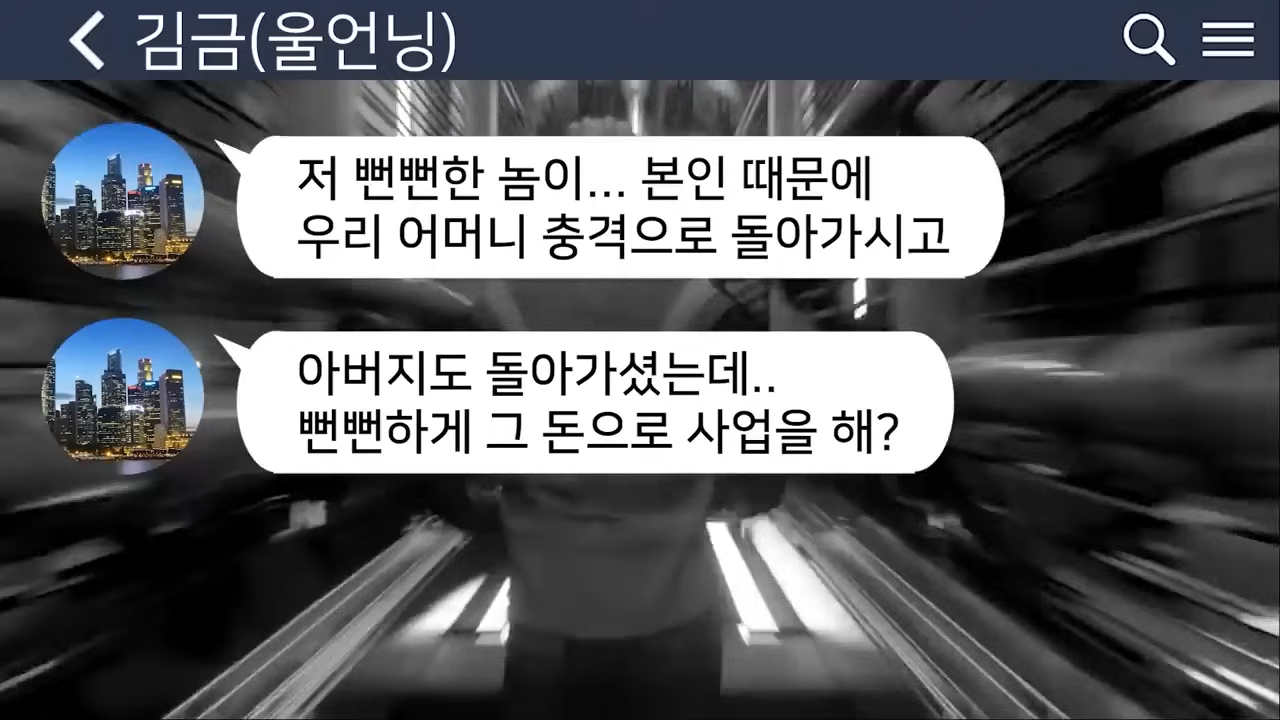 김금(울언닝)
저 뻔뻔한 놈이... 본인 때문에
우리 어머니 충격으로 돌아가시고
아버지도 돌아가셨는데..
뻔뻔하게 그 돈으로 사업을 해?